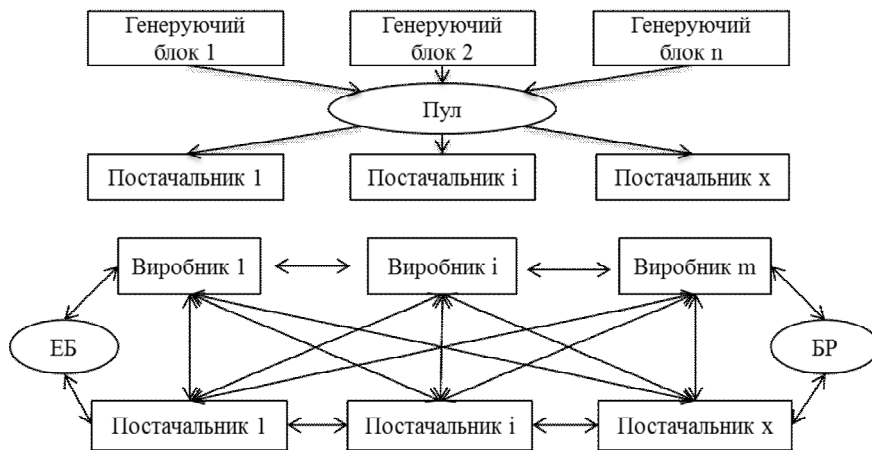 Генеруючий
блок 1
Генеруючий
блок 2
Генеруючий
блок n
Пул
Постачальник 1
Постачальник i
Постачальник x
Виробник 1
Виробник i
Виробник m
ЕБ
БР
Постачальник 1
Постачальник i
Постачальник x